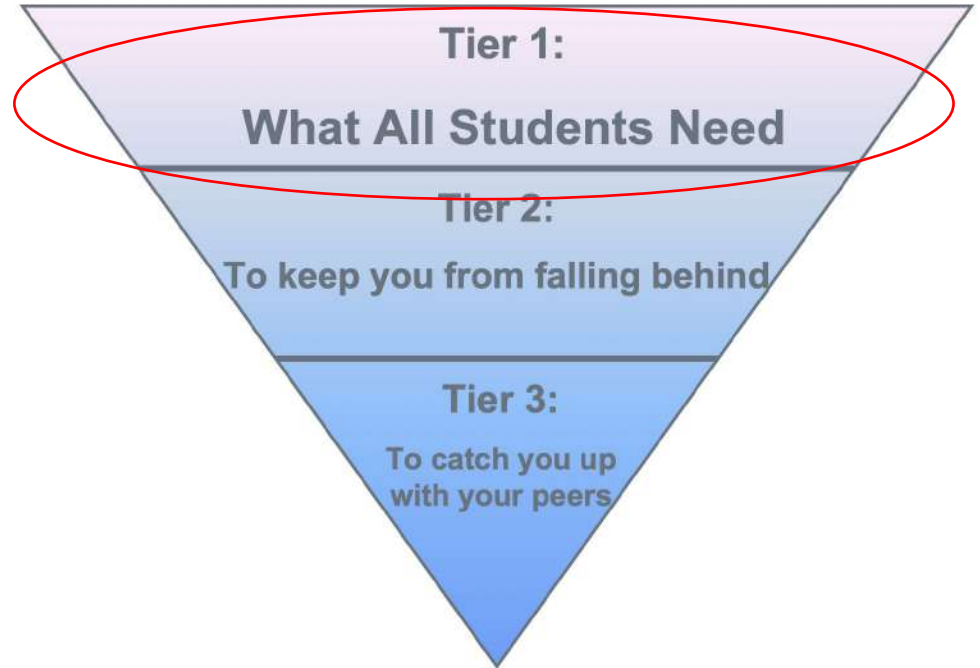 Tier 1:
What All Students Need
Tier 2:
To keep you from falling behind
Tier 3:
To catch you up
with your peers